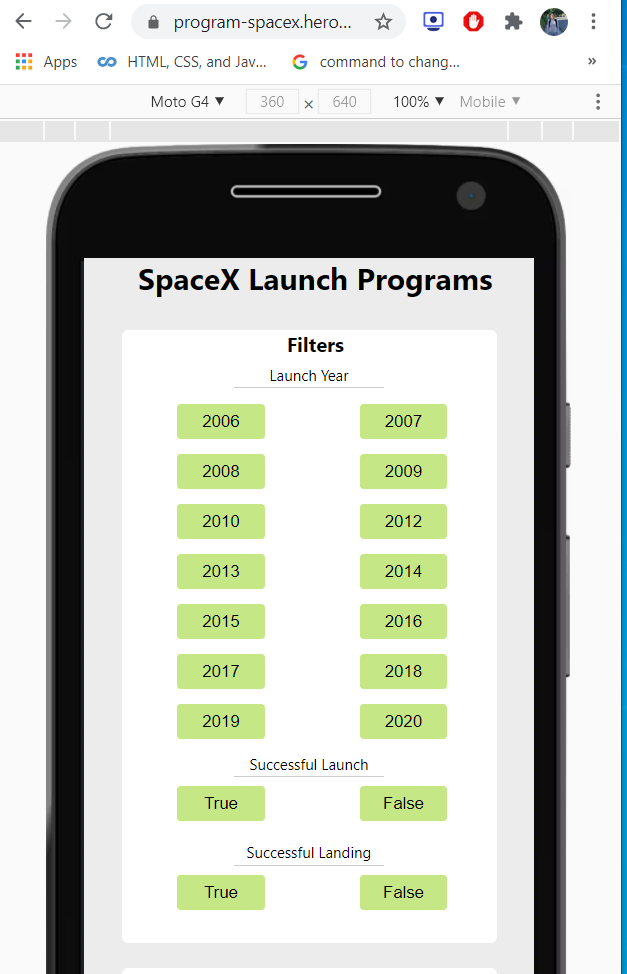 program-spacex.hero...
Apps HTML, CSS, and Jav... command to chang... »
Moto G4 ▼ 360 × 640 100% ▼ Mobile ▼
SpaceX Launch Programs
Filters
Launch Year
2006 2007
2008 2009
2010 2012
2013 2014
2015 2016
2017 2018
2019 2020
Successful Launch
True False
Successful Landing
True False